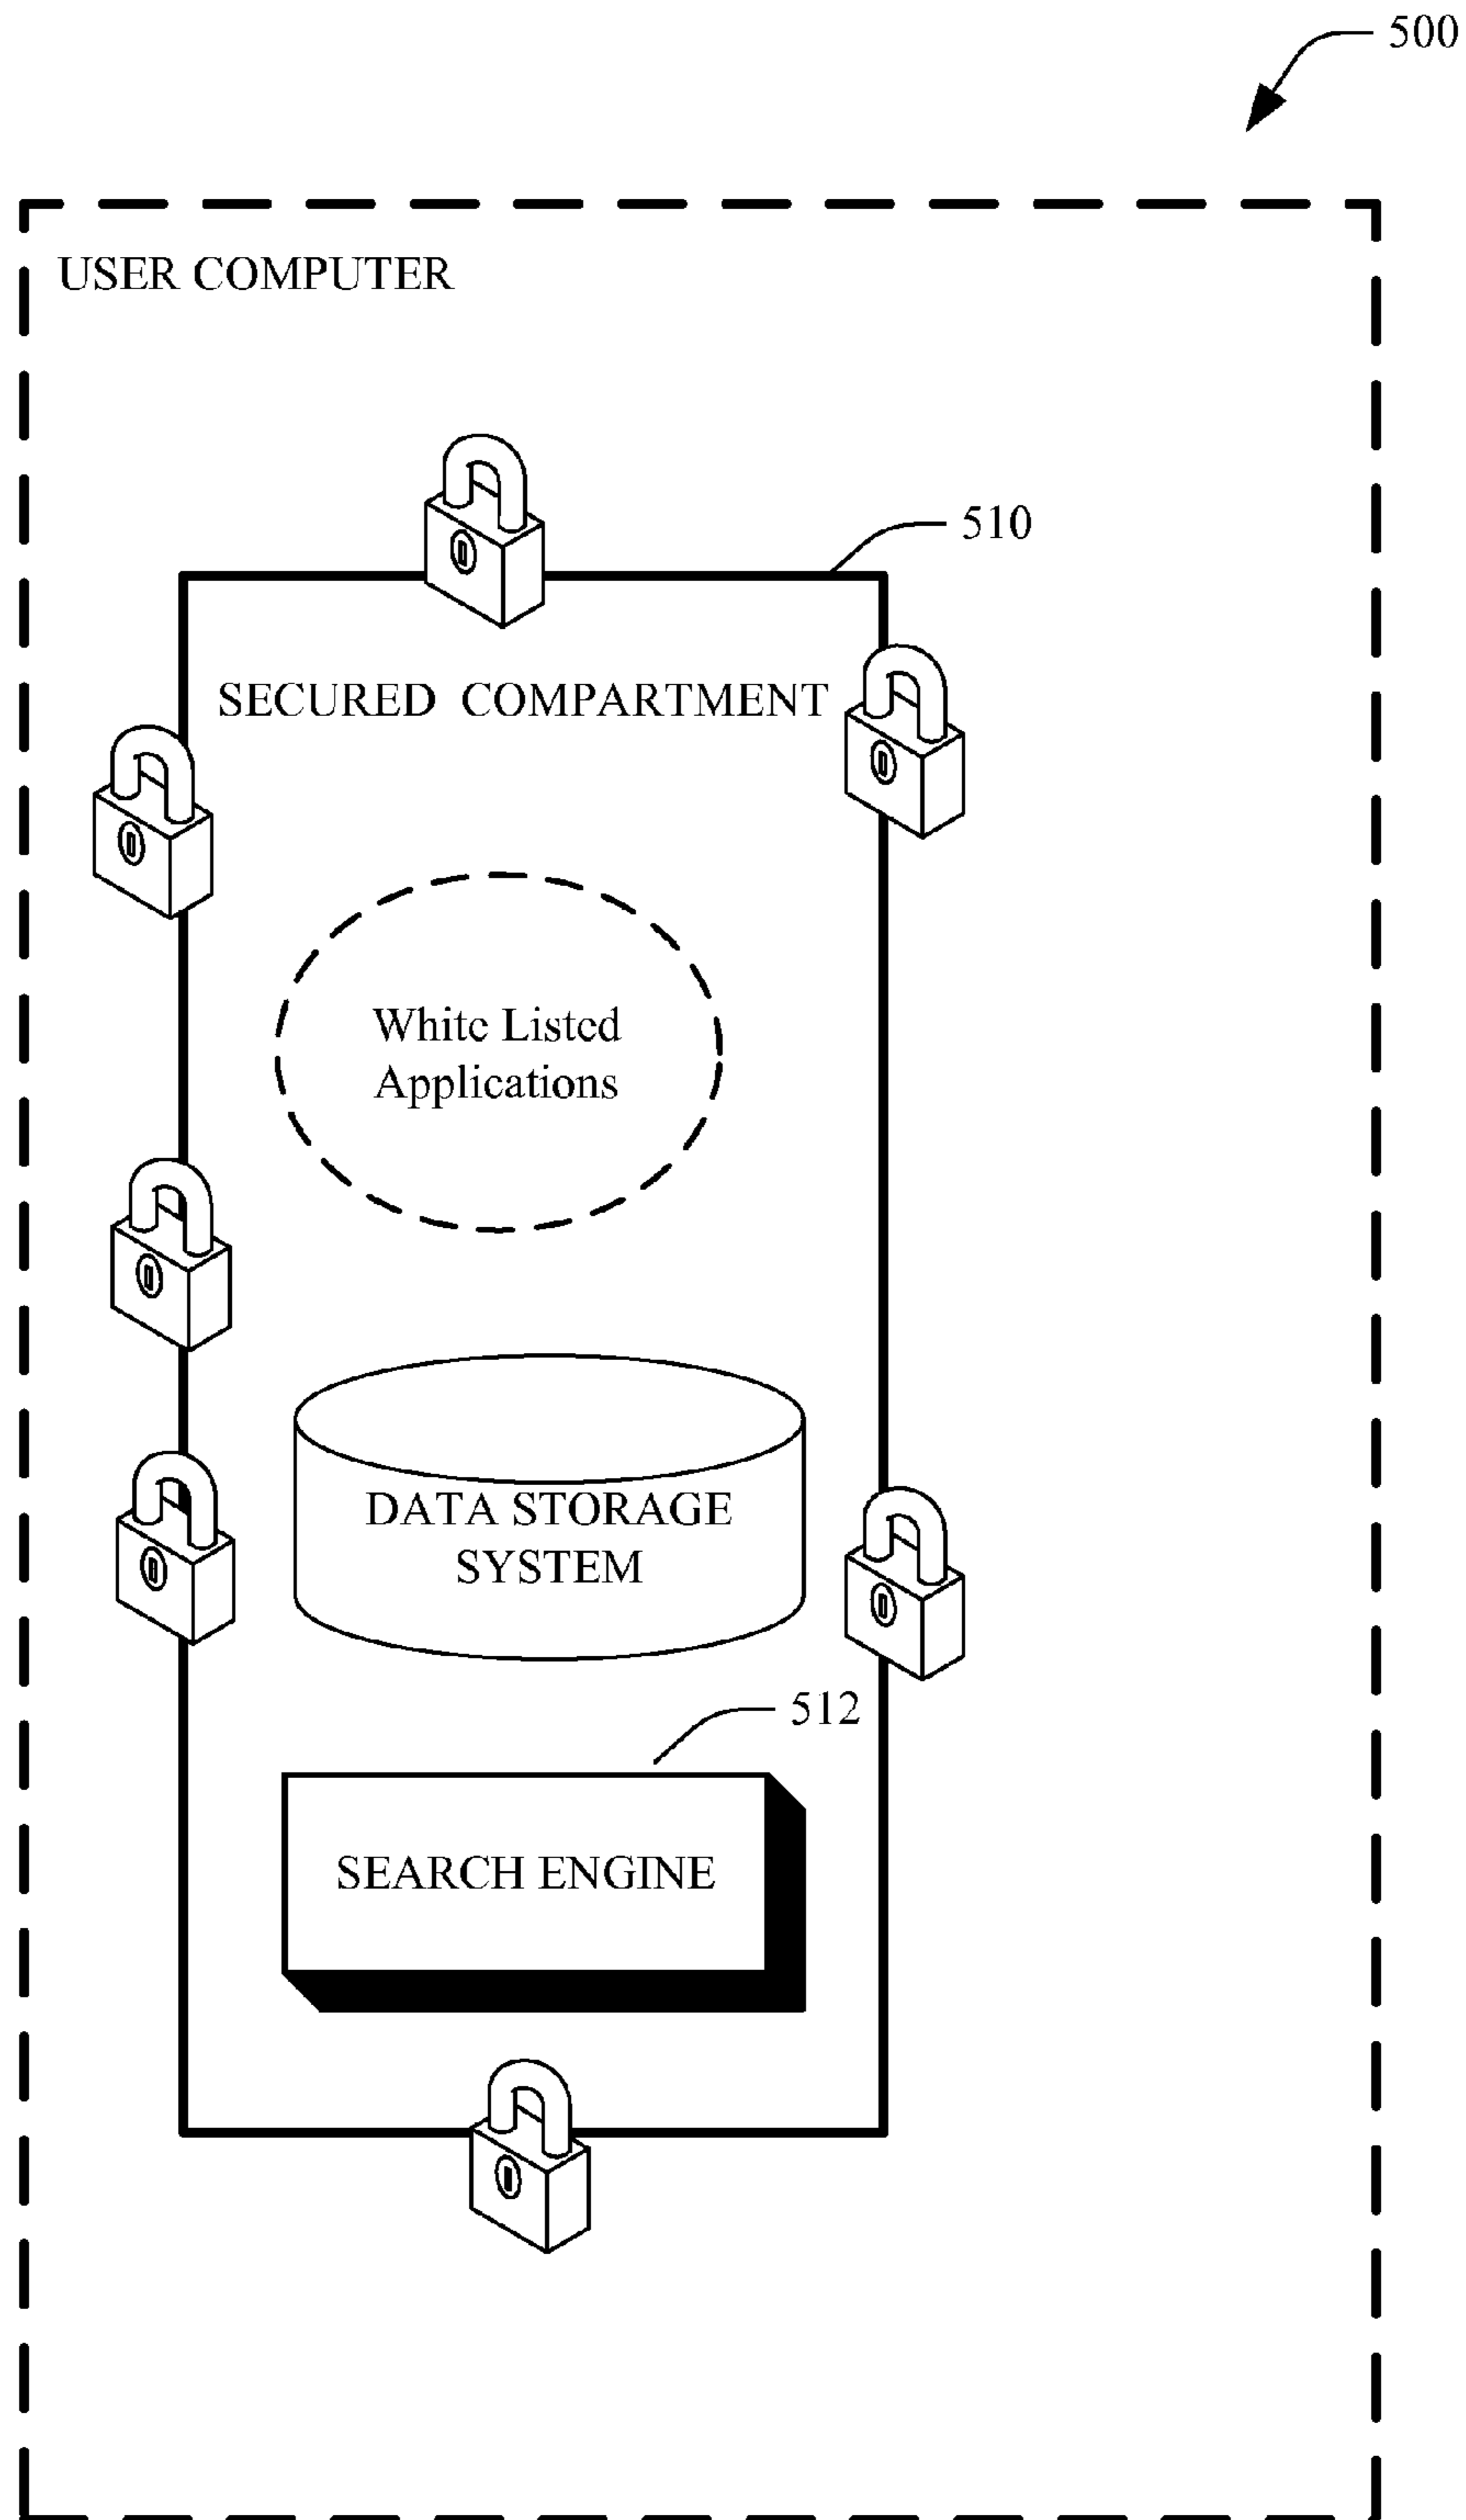 500
USER COMPUTER
510
SECURED COMPARTMENT
White Listed
Applications
DATA STORAGE
SYSTEM
512
SEARCH ENGINE